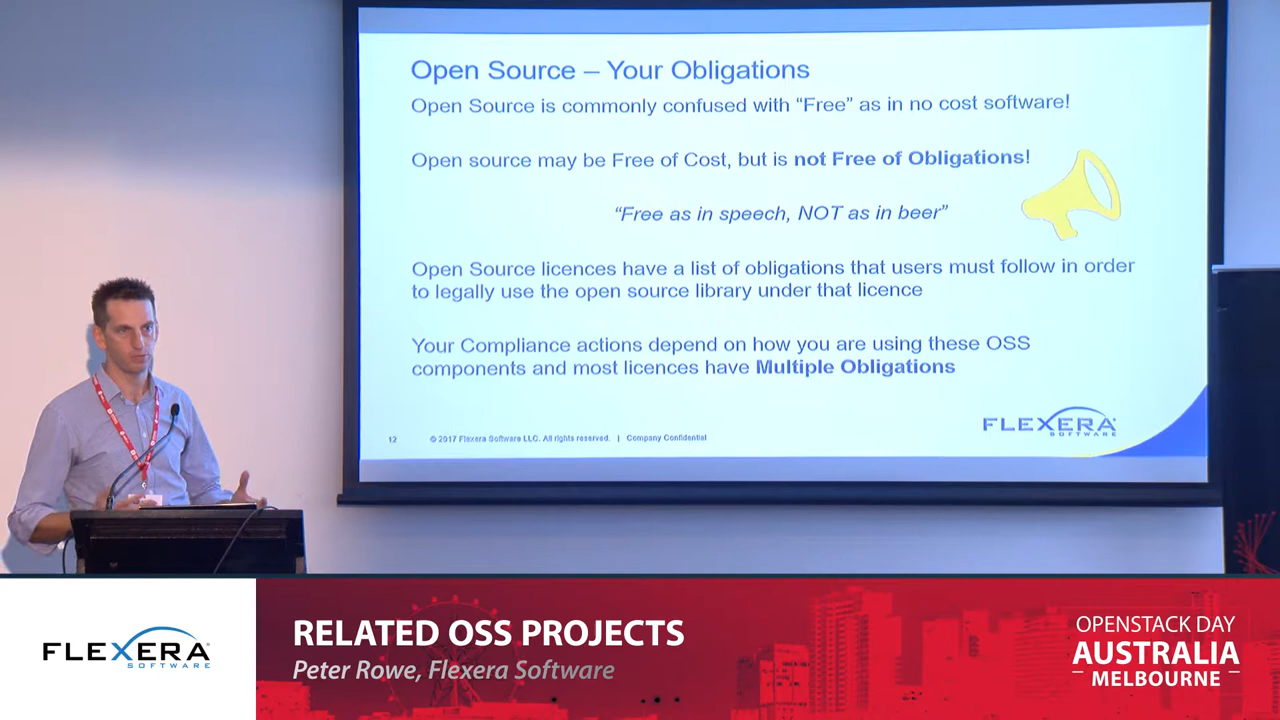 Open Source – Your Obligations
Open Source is commonly confused with “Free” as in no cost software!
Open source may be Free of Cost, but is not Free of Obligations!
“Free as in speech, NOT as in beer”
Open Source licences have a list of obligations that users must follow in order
to legally use the open source library under that licence
Your Compliance actions depend on how you are using these OSS
components and most licences have Multiple Obligations
FLEXERA
SOFTWARE
12 © 2017 Flexera Software LLC. All rights reserved. | Company Confidential
FLEXERA
SOFTWARE
RELATED OSS PROJECTS
Peter Rowe, Flexera Software
OPENSTACK DAY
AUSTRALIA
– MELBOURNE –